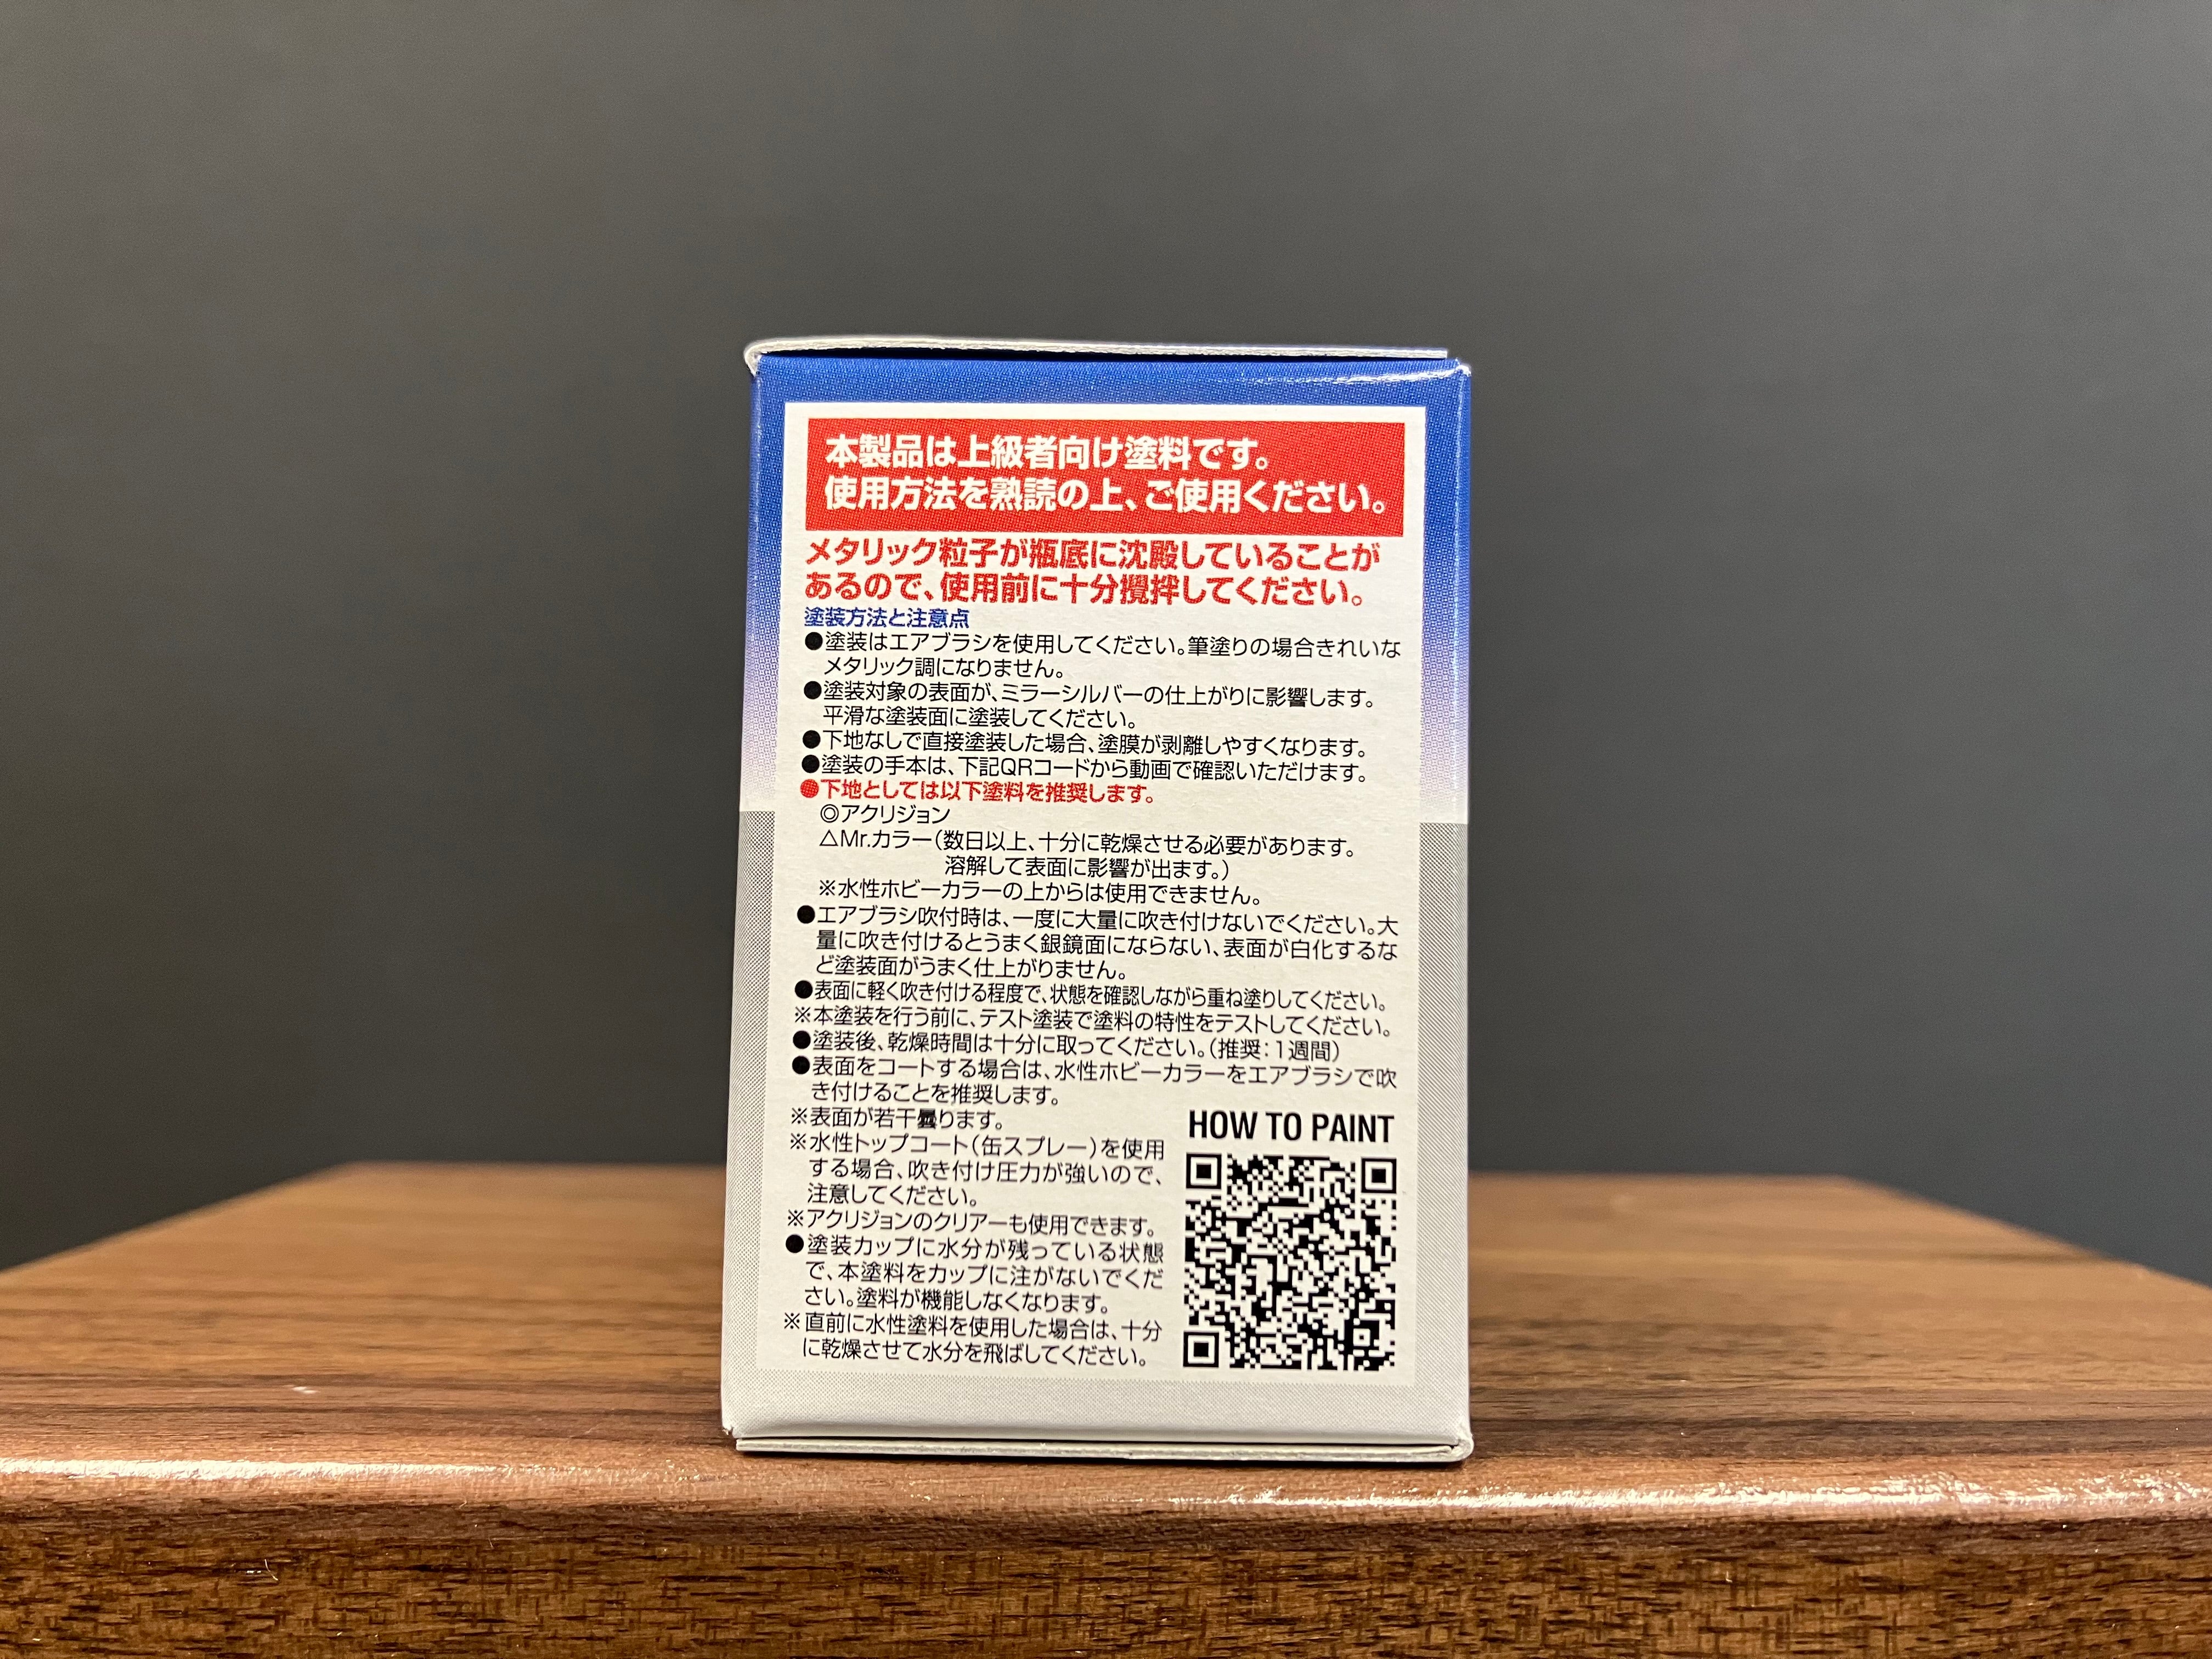 本製品は上級者向け塗料です。
使用方法を熟読の上、ご使用ください。
メタリック粒子が瓶底に沈殿していることが
あるので、使用前に十分攪拌してください。
塗装方法と注意点
●塗装はエアブラシを使用してください。筆塗りの場合きれいな
メタリック調になりません。
●塗装対象の表面が、ミラーシルバーの仕上がりに影響します。
平滑な塗装面に塗装してください。
●下地なしで直接塗装した場合、塗膜が剥離しやすくなります。
●塗装の手本は、下記QRコードから動画で確認いただけます。
●下地としては以下塗料を推奨します。
◎アクリジョン
△Mr.カラー（数日以上、十分に乾燥させる必要があります。
溶解して表面に影響が出ます。）
※水性ホビーカラーの上からは使用できません。
●エアブラシ吹付時は、一度に大量に吹き付けないでください。大
量に吹き付けるとうまく銀鏡面にならない、表面が白化するな
ど塗装面がうまく仕上がりません。
●表面に軽く吹き付ける程度で、状態を確認しながら重ね塗りしてください。
※本塗装を行う前に、テスト塗装で塗料の特性をテストしてください。
●塗装後、乾燥時間は十分に取ってください。（推奨：1週間）
●表面をコートする場合は、水性ホビーカラーをエアブラシで吹
き付けることを推奨します。
※表面が若干曇ります。
※水性トップコート（缶スプレー）を使用
する場合、吹き付け圧力が強いので、
注意してください。
※アクリジョンのクリアーも使用できます。
●塗装カップに水分が残っている状態
で、本塗料をカップに注がないでくだ
さい。塗料が機能しなくなります。
※直前に水性塗料を使用した場合は、十分
に乾燥させて水分を飛ばしてください。
HOW TO PAINT